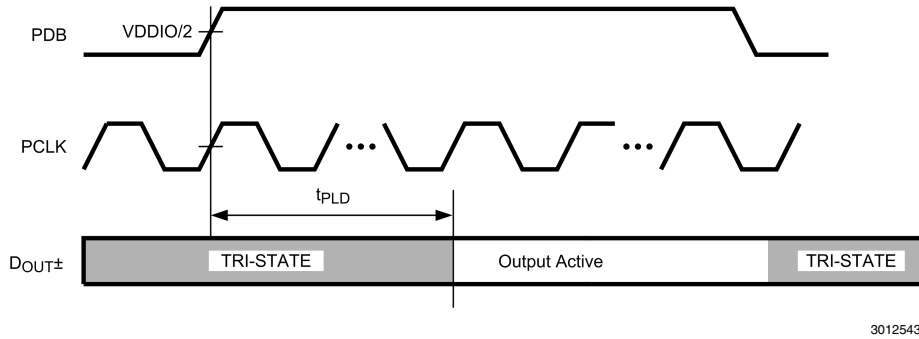 PDB
VDDIO/2
PCLK
tPLD
DOUT±
TRI-STATE
Output Active
TRI-STATE
3012543